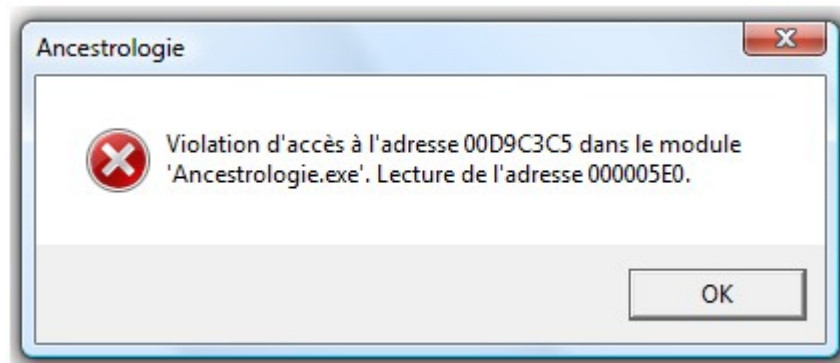 Ancestrologie
Violation d'accès à l'adresse 00D9C3C5 dans le module
'Ancestrologie.exe'. Lecture de l'adresse 000005E0.
OK